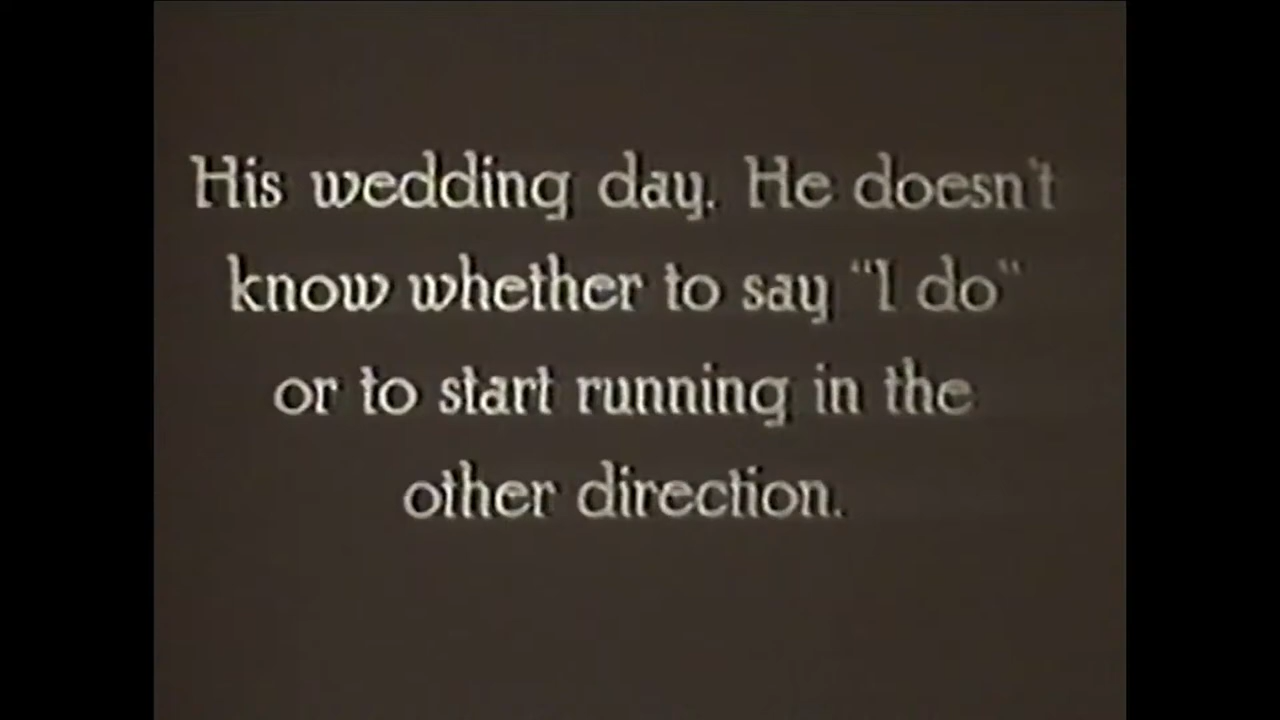 His wedding day. He doesn't
know whether to say "I do"
or to start running in the
other direction.